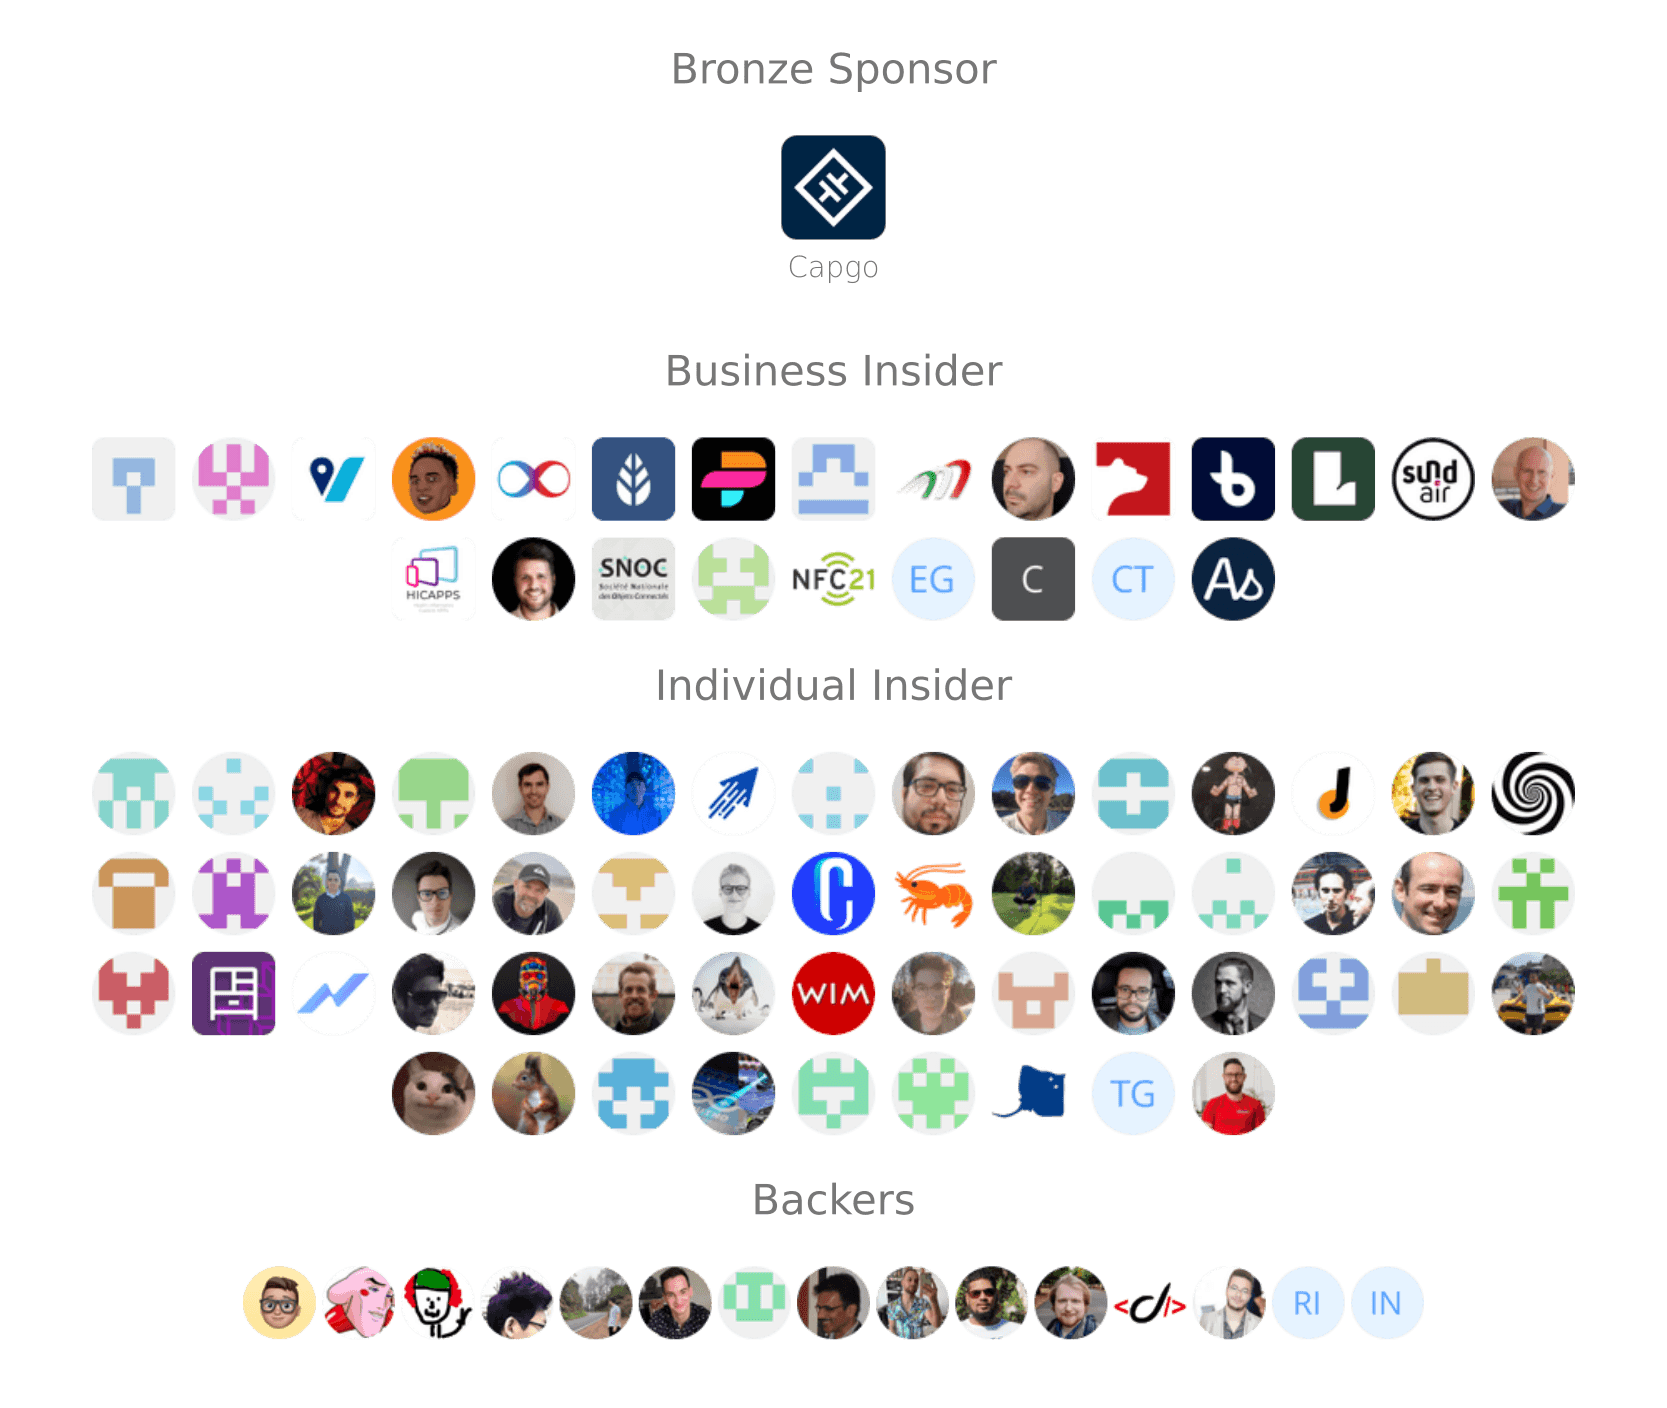 Bronze Sponsor
Capgo
Business Insider
sund
air
HICAPPS
SNOC
Société Nationale
des Objets Connectés
NFC21
EG
C
CT
As
Individual Insider
WIM
TG
Backers
RI
IN